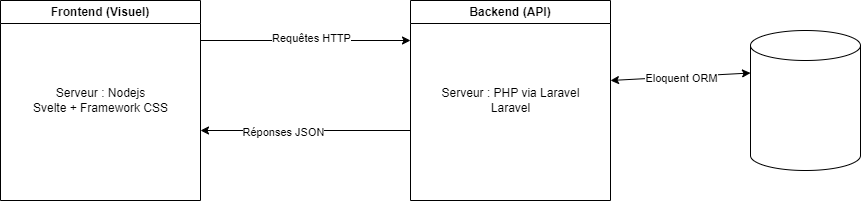 Frontend (Visuel)
Backend (API)
Requêtes HTTP
Serveur : Nodejs
Svelte + Framework CSS
Serveur : PHP via Laravel
Laravel
Eloquent ORM
Réponses JSON